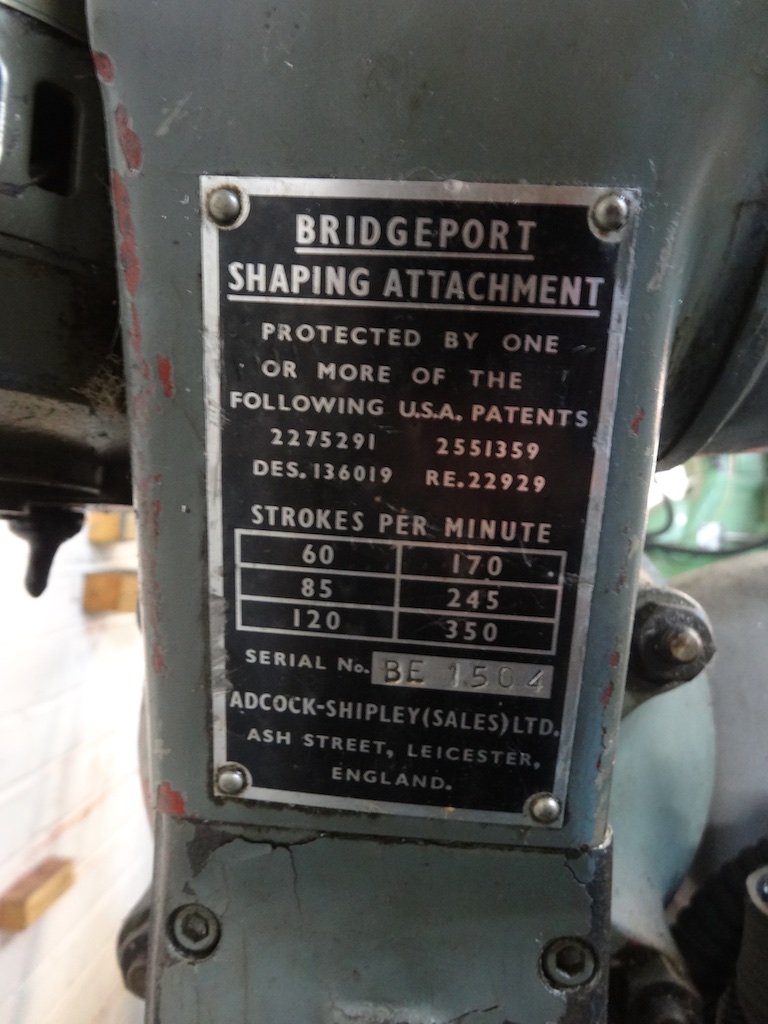 BRIDGEPORT
SHAPING ATTACHMENT
PROTECTED BY ONE
OR MORE OF THE
FOLLOWING U.S.A. PATENTS
2275291 2551359
DES. 136019 RE. 22929
STROKES PER MINUTE
60 170
85 245
120 350
SERIAL No. BE 1504
ADCOCK-SHIPLEY (SALES) LTD.
ASH STREET, LEICESTER,
ENGLAND.